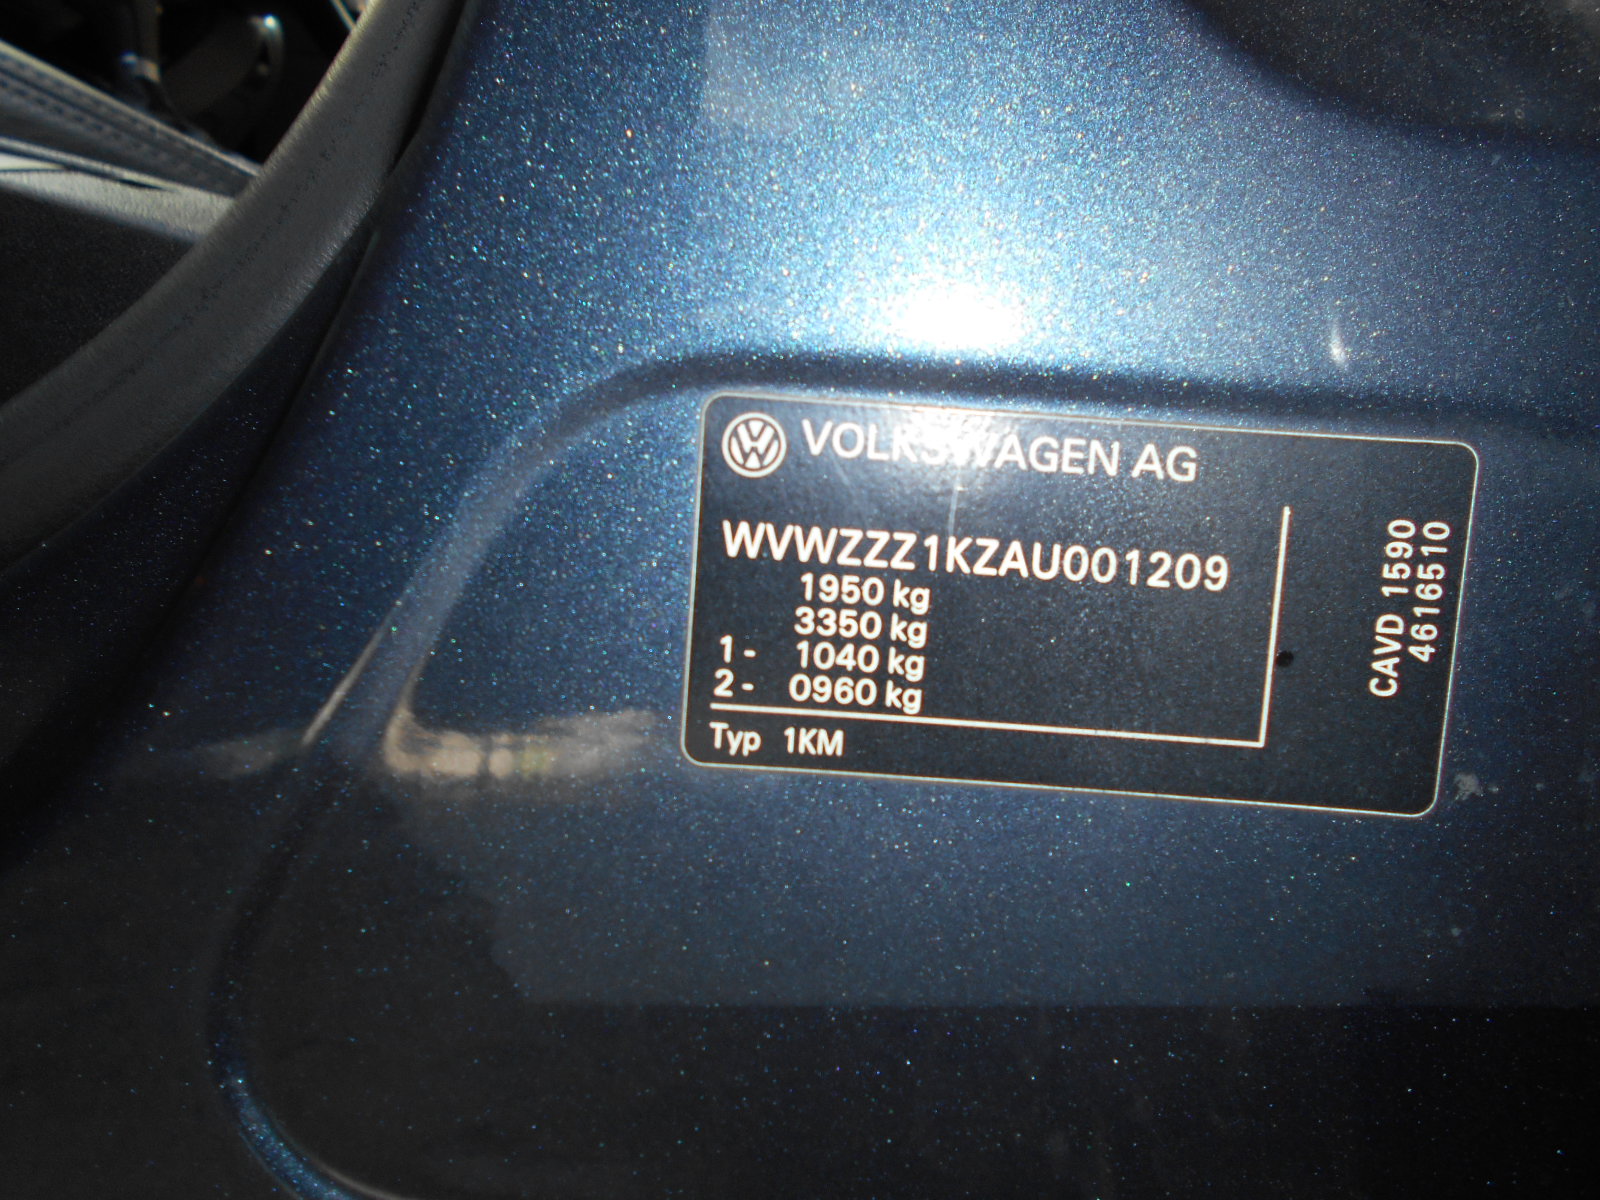 VOLKSWAGEN AG
WVWZZZ1KZAU001209
1950 kg
3350 kg
1- 1040 kg
2- 0960 kg
Typ 1KM
CAVD 1590
4616510